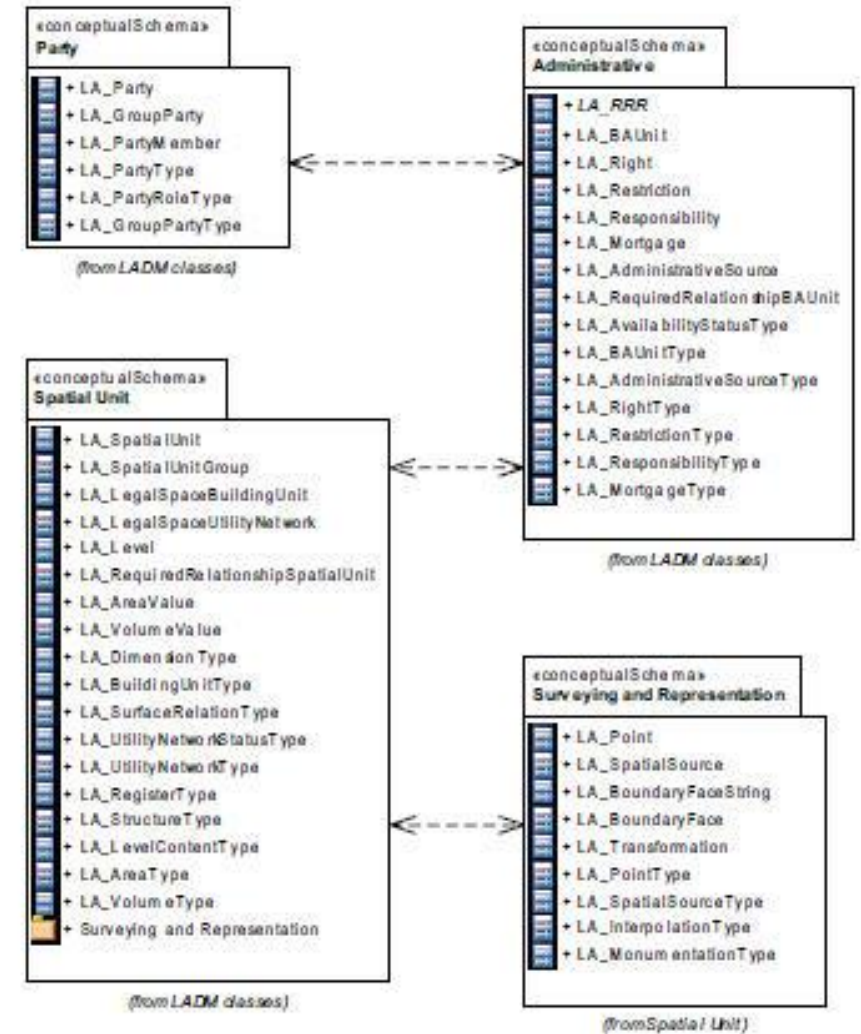 «conceptualSchema»
Party
+ LA_Party
+ LA_GroupParty
+ LA_PartyMember
+ LA_PartyType
+ LA_PartyRoleType
+ LA_GroupPartyType
(from LADM classes)
«conceptualSchema»
Administrative
+ LA_RRR
+ LA_BAUnit
+ LA_Right
+ LA_Restriction
+ LA_Responsibility
+ LA_Mortgage
+ LA_AdministrativeSource
+ LA_RequiredRelationshipBAUnit
+ LA_AvailabilityStatusType
+ LA_BAUnitType
+ LA_AdministrativeSourceType
+ LA_RightType
+ LA_RestrictionType
+ LA_ResponsibilityType
+ LA_MortgageType
(from LADM classes)
«conceptualSchema»
Spatial Unit
+ LA_SpatialUnit
+ LA_SpatialUnitGroup
+ LA_LegalSpaceBuildingUnit
+ LA_LegalSpaceUtilityNetwork
+ LA_Level
+ LA_RequiredRelationshipSpatialUnit
+ LA_AreaValue
+ LA_VolumeValue
+ LA_DimensionType
+ LA_BuildingUnitType
+ LA_SurfaceRelationType
+ LA_UtilityNetworkStatusType
+ LA_UtilityNetworkType
+ LA_RegisterType
+ LA_StructureType
+ LA_LevelContentType
+ LA_AreaType
+ LA_VolumeType
+ Surveying and Representation
(from LADM classes)
«conceptualSchema»
Surveying and Representation
+ LA_Point
+ LA_SpatialSource
+ LA_BoundaryFaceString
+ LA_BoundaryFace
+ LA_Transformation
+ LA_PointType
+ LA_SpatialSourceType
+ LA_InterpolationType
+ LA_MonumentationType
(from Spatial Unit)